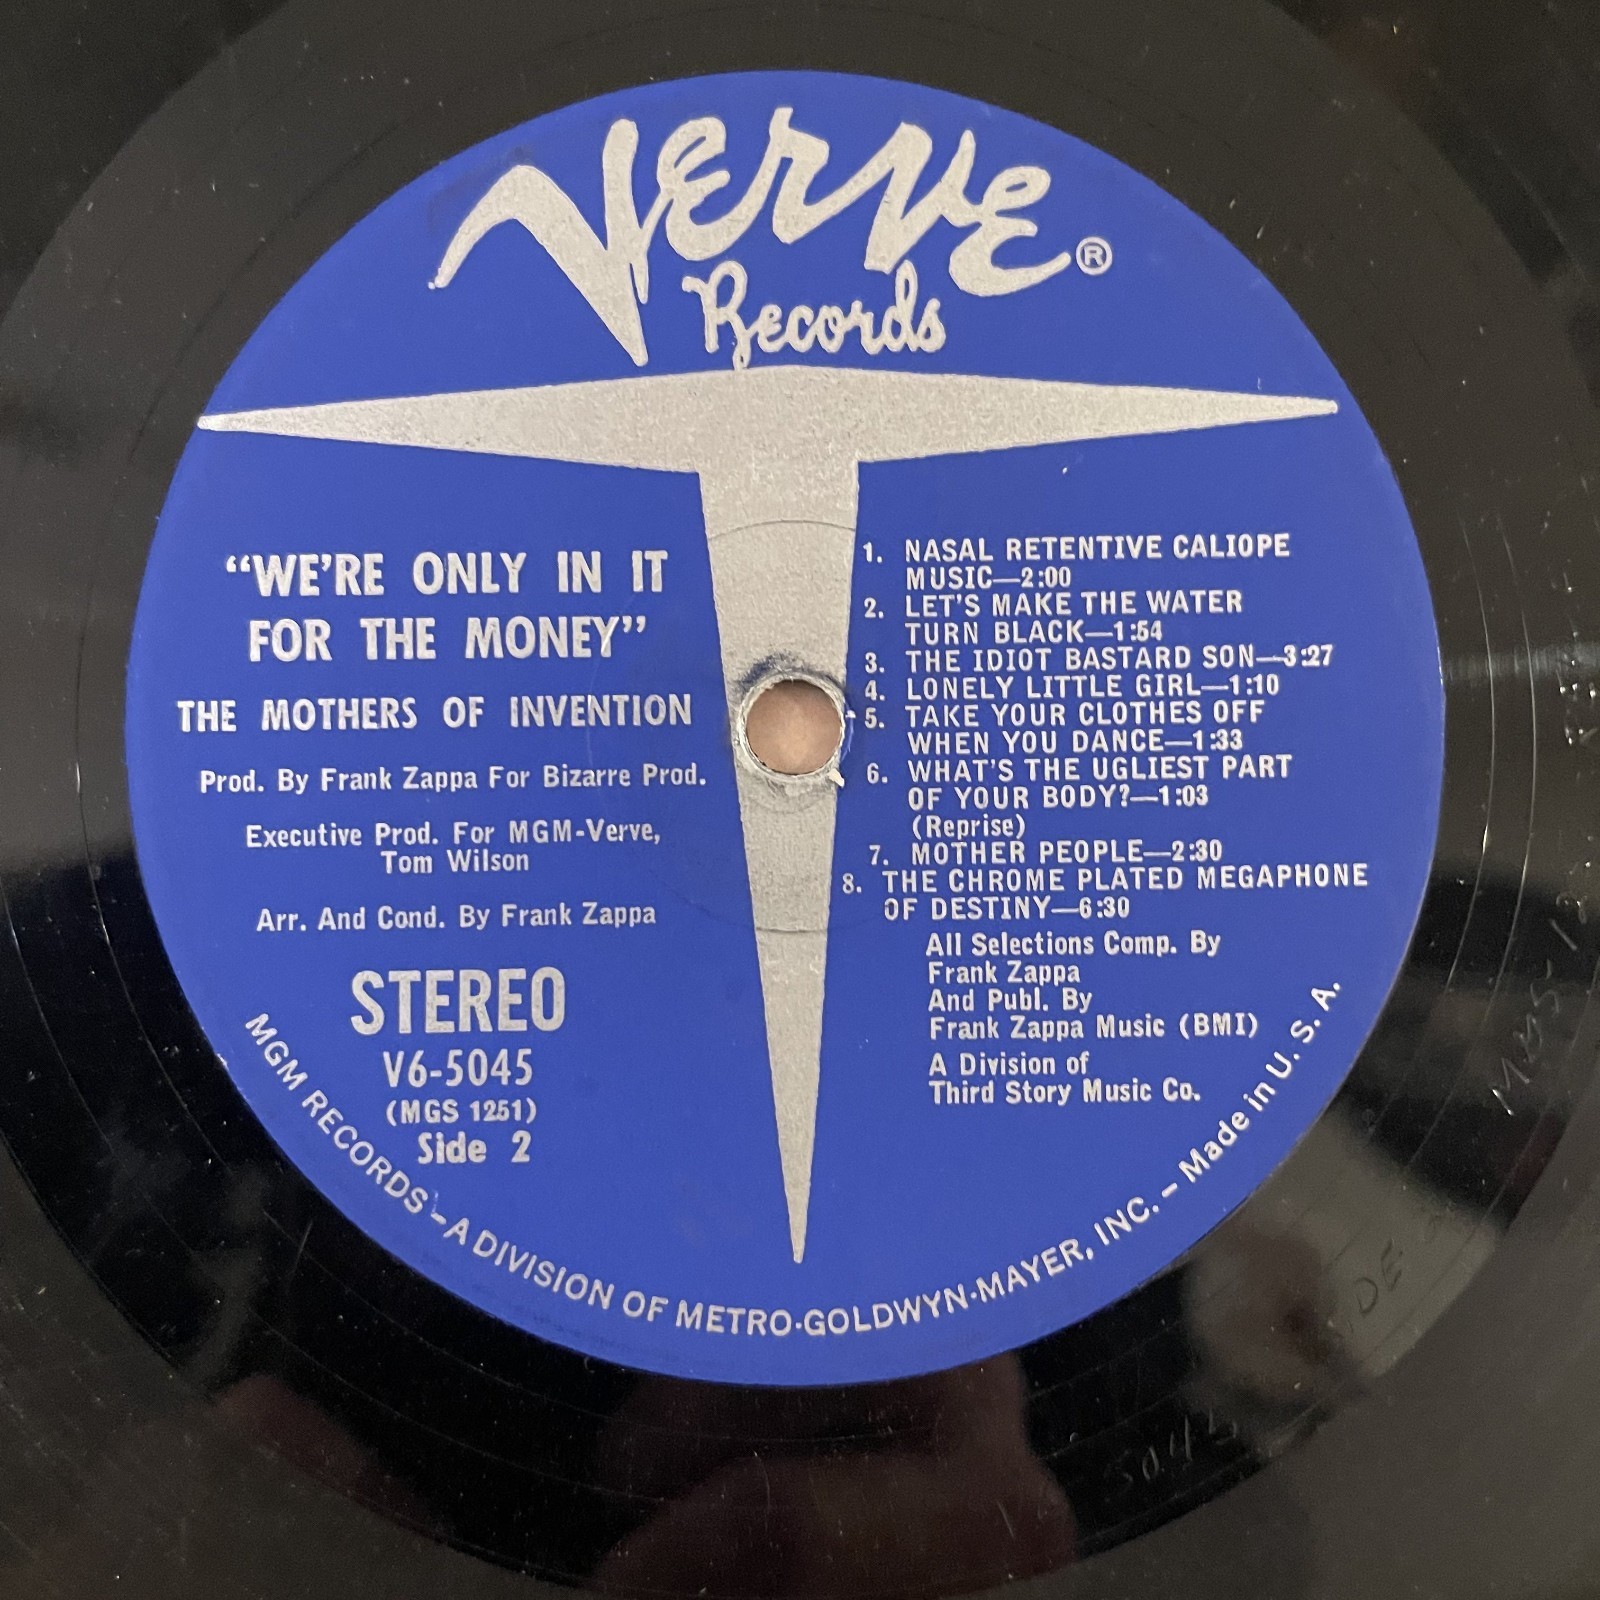 Verve®
Records
"WE'RE ONLY IN IT
FOR THE MONEY"
THE MOTHERS OF INVENTION
Prod. By Frank Zappa For Bizarre Prod.
Executive Prod. For MGM-Verve,
Tom Wilson
Arr. And Cond. By Frank Zappa
STEREO
V6-5045
(MGS 1251)
Side 2
1. NASAL RETENTIVE CALIOPE
MUSIC—2:00
2. LET'S MAKE THE WATER
TURN BLACK—1:54
3. THE IDIOT BASTARD SON—3:27
4. LONELY LITTLE GIRL—1:10
5. TAKE YOUR CLOTHES OFF
WHEN YOU DANCE—1:33
6. WHAT'S THE UGLIEST PART
OF YOUR BODY?—1:03
(Reprise)
7. MOTHER PEOPLE—2:30
8. THE CHROME PLATED MEGAPHONE
OF DESTINY—6:30
All Selections Comp. By
Frank Zappa
And Publ. By
Frank Zappa Music (BMI)
A Division of
Third Story Music Co.
MGM RECORDS – A DIVISION OF METRO-GOLDWYN-MAYER, INC. – Made in U. S. A.